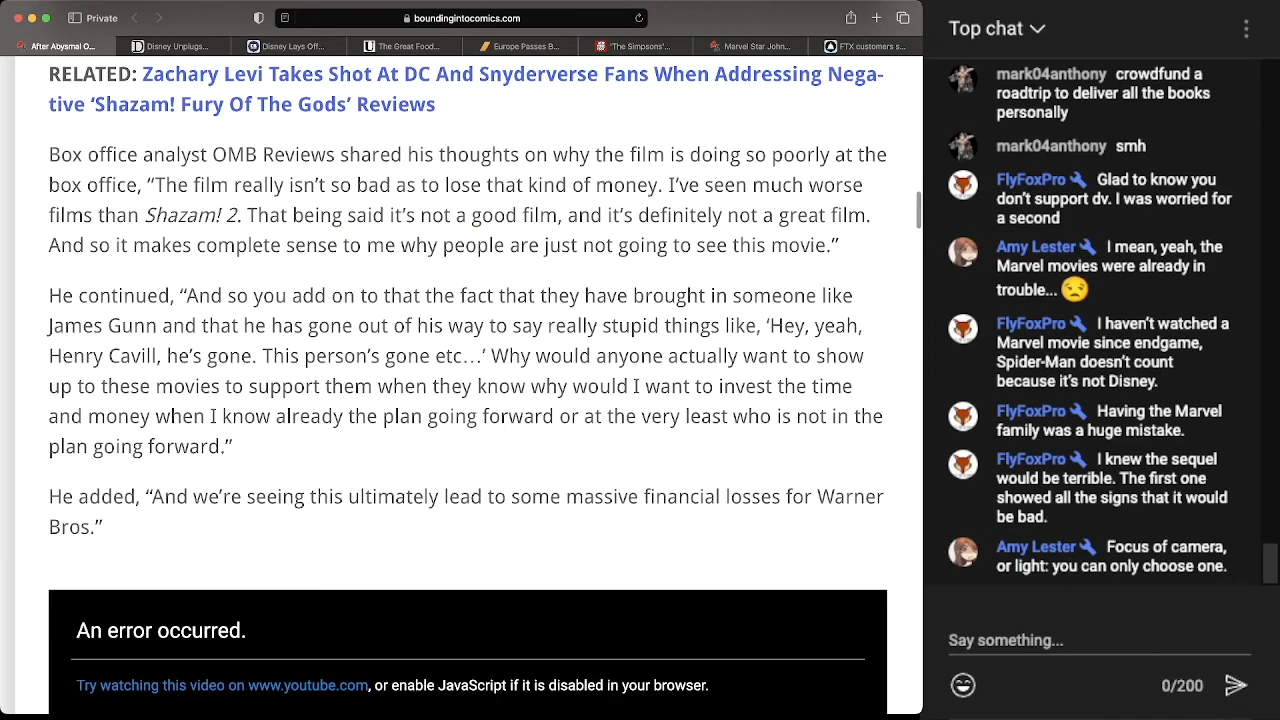 Private
boundingintocomics.com
After Abysmal O...
Disney Unplugs...
Disney Lays Off...
The Great Food...
Europe Passes B...
'The Simpsons'...
Marvel Star John...
FTX customers s...
RELATED: Zachary Levi Takes Shot At DC And Snyderverse Fans When Addressing Nega-
tive ‘Shazam! Fury Of The Gods’ Reviews
Box office analyst OMB Reviews shared his thoughts on why the film is doing so poorly at the
box office, “The film really isn’t so bad as to lose that kind of money. I’ve seen much worse
films than Shazam! 2. That being said it’s not a good film, and it’s definitely not a great film.
And so it makes complete sense to me why people are just not going to see this movie.”
He continued, “And so you add on to that the fact that they have brought in someone like
James Gunn and that he has gone out of his way to say really stupid things like, ‘Hey, yeah,
Henry Cavill, he’s gone. This person’s gone etc…’ Why would anyone actually want to show
up to these movies to support them when they know why would I want to invest the time
and money when I know already the plan going forward or at the very least who is not in the
plan going forward.”
He added, “And we’re seeing this ultimately lead to some massive financial losses for Warner
Bros.”
An error occurred.
Try watching this video on www.youtube.com, or enable JavaScript if it is disabled in your browser.
Top chat
mark04anthony crowdfund a
roadtrip to deliver all the books
personally
mark04anthony smh
FlyFoxPro Glad to know you
don’t support dv. I was worried for
a second
Amy Lester I mean, yeah, the
Marvel movies were already in
trouble...
FlyFoxPro I haven’t watched a
Marvel movie since endgame,
Spider-Man doesn’t count
because it’s not Disney.
FlyFoxPro Having the Marvel
family was a huge mistake.
FlyFoxPro I knew the sequel
would be terrible. The first one
showed all the signs that it would
be bad.
Amy Lester Focus of camera,
or light: you can only choose one.
Say something...
0/200